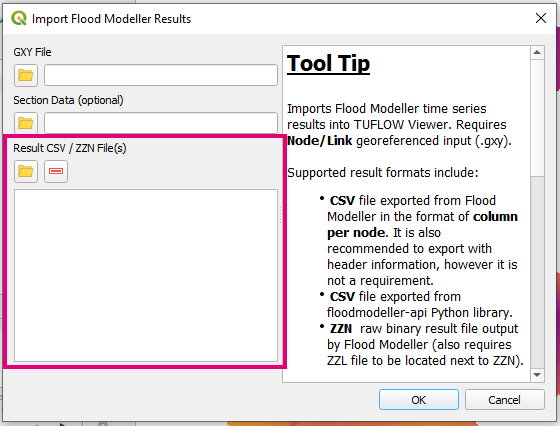 Import Flood Modeller Results
GXY File
Section Data (optional)
Result CSV / ZZN File(s)
Tool Tip
Imports Flood Modeller time series
results into TUFLOW Viewer. Requires
Node/Link georeferenced input (.gxy).
Supported result formats include:
• CSV file exported from Flood
Modeller in the format of column
per node. It is also
recommended to export with
header information, however it is
not a requirement.
• CSV file exported from
floodmodeller-api Python library.
• ZZN raw binary result file output
by Flood Modeller (also requires
ZZL file to be located next to ZZN).
OK
Cancel